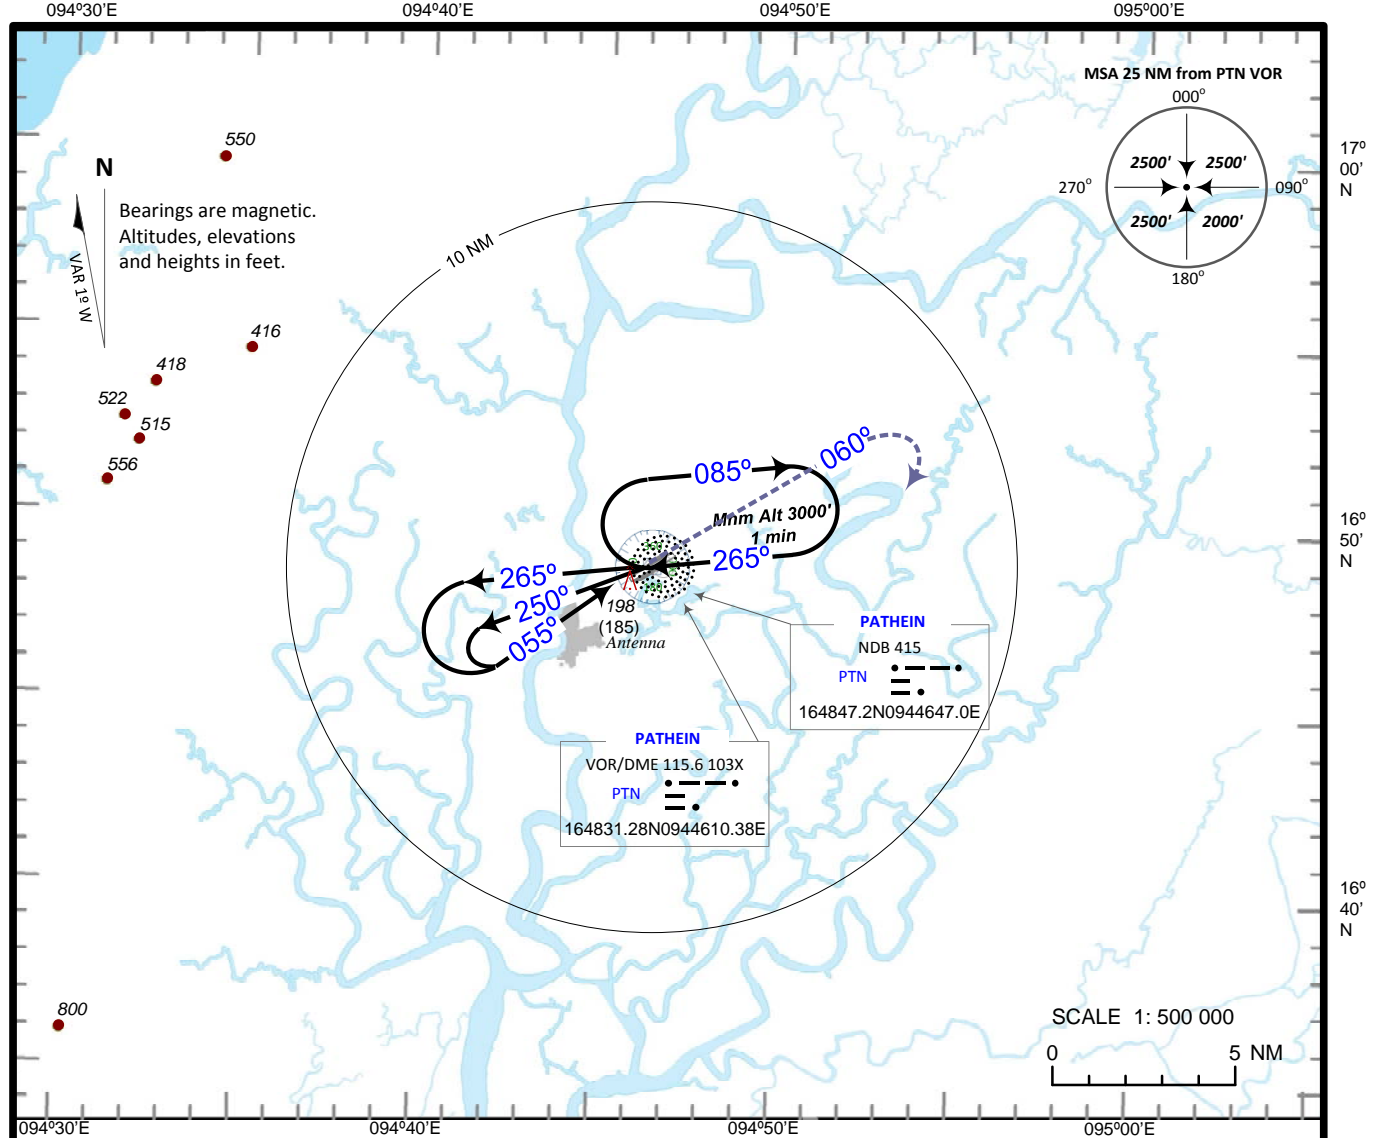 094º30'E
094º40'E
094º50'E
095º00'E
MSA 25 NM from PTN VOR
000º
2500'
2500'
270º
090º
2500'
2000'
180º
550
N
VAR 1º W
Bearings are magnetic.
Altitudes, elevations
and heights in feet.
10 NM
17º
00'
N
416
418
522
515
556
085º
060º
Mnm Alt 3000'
1 min
265º
16º
50'
N
265º
250º
055º
198
(185)
Antenna
PATHEIN
NDB 415
PTN
164847.2N0944647.0E
PATHEIN
VOR/DME 115.6 103X
PTN
164831.28N0944610.38E
16º
40'
N
800
SCALE 1: 500 000
0
5 NM
094º30'E
094º40'E
094º50'E
095º00'E